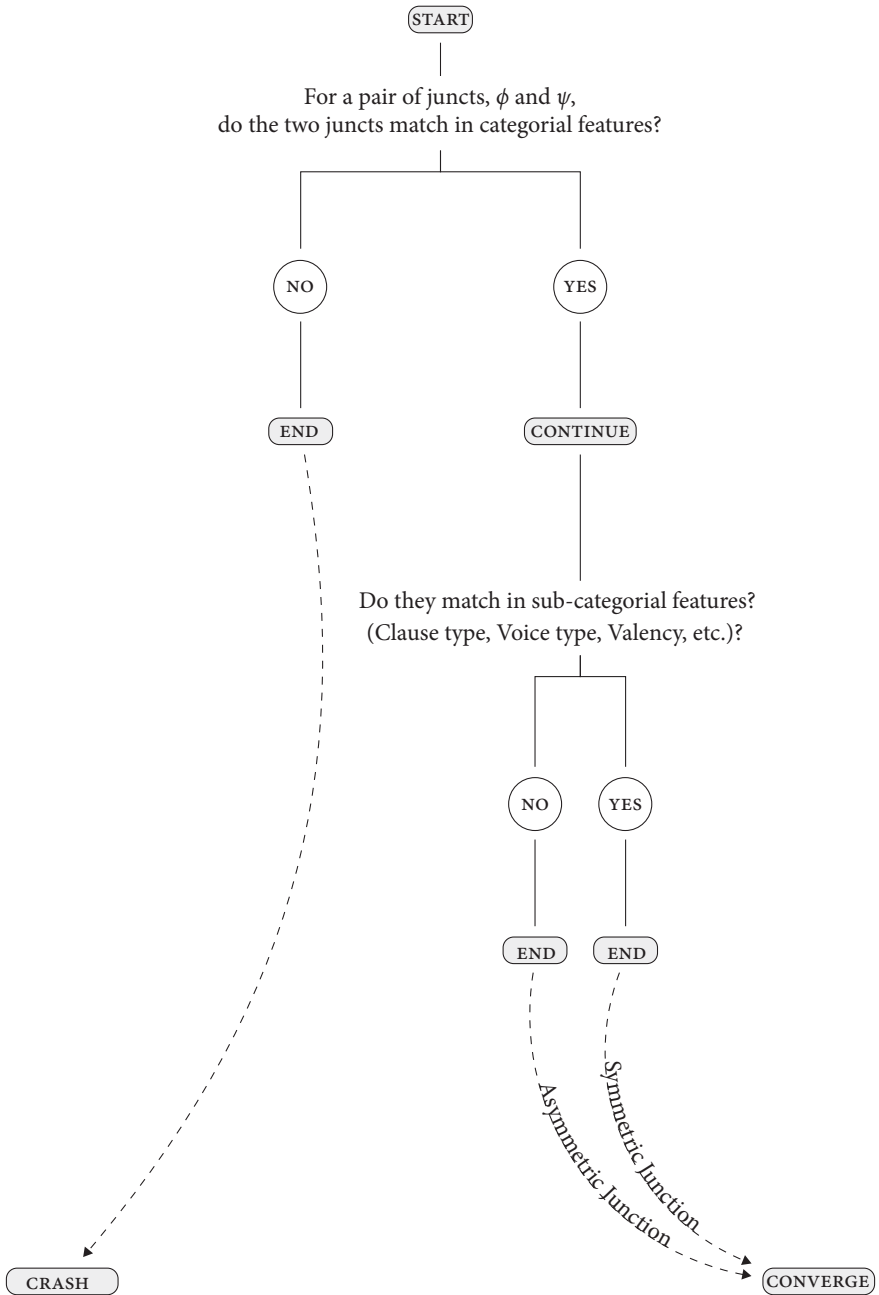 START
For a pair of juncts, ϕ and ψ,
do the two juncts match in categorial features?
NO
YES
END
CONTINUE
Do they match in sub-categorial features?
(Clause type, Voice type, Valency, etc.)?
NO
YES
END
END
Asymmetric Junction
Symmetric Junction
CRASH
CONVERGE